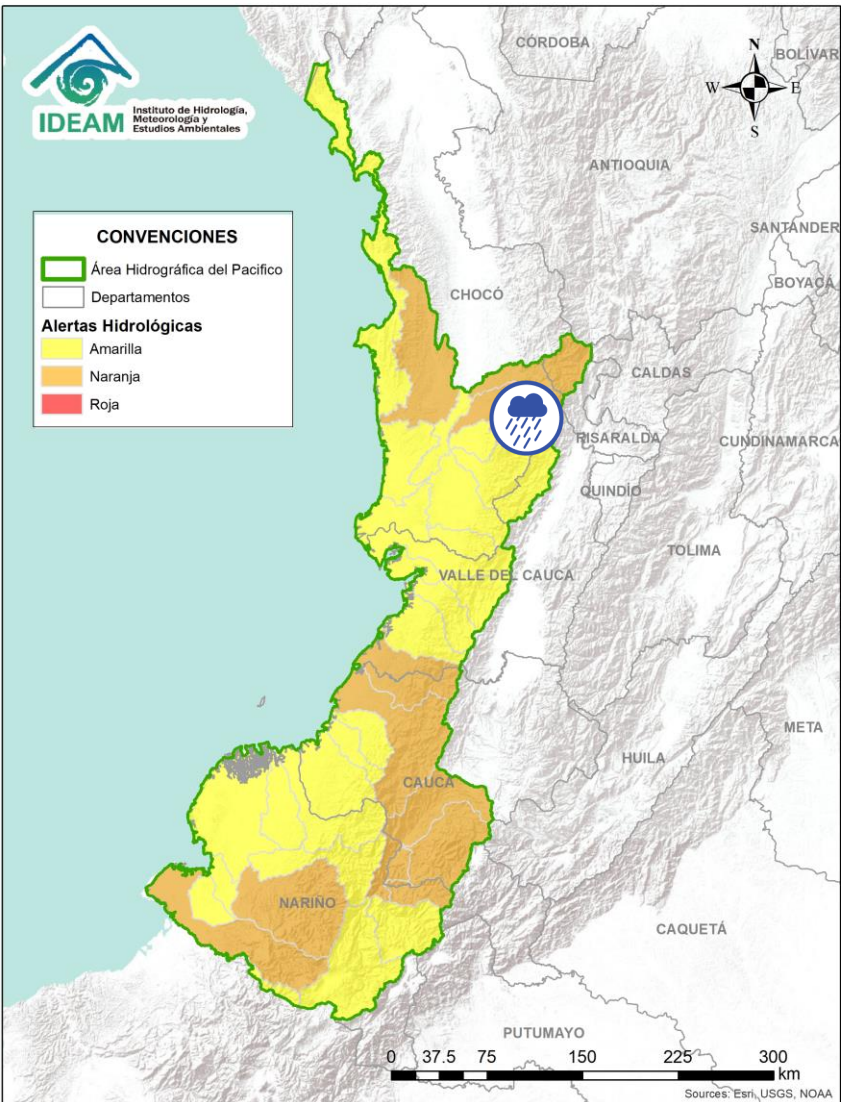 IDEAM
Instituto de Hidrología,
Meteorología y
Estudios Ambientales
N
W
E
S
CONVENCIONES
Área Hidrográfica del Pacifico
Departamentos
Alertas Hidrológicas
Amarilla
Naranja
Roja
CÓRDOBA
BOLÍVAR
ANTIOQUIA
SANTANDER
BOYACÁ
CHOCÓ
CALDAS
RISARALDA
CUNDINAMARCA
QUINDÍO
TOLIMA
VALLE DEL CAUCA
META
HUILA
CAUCA
NARIÑO
CAQUETÁ
PUTUMAYO
0 37.5 75 150 225 300
km
Sources: Esri, USGS, NOAA